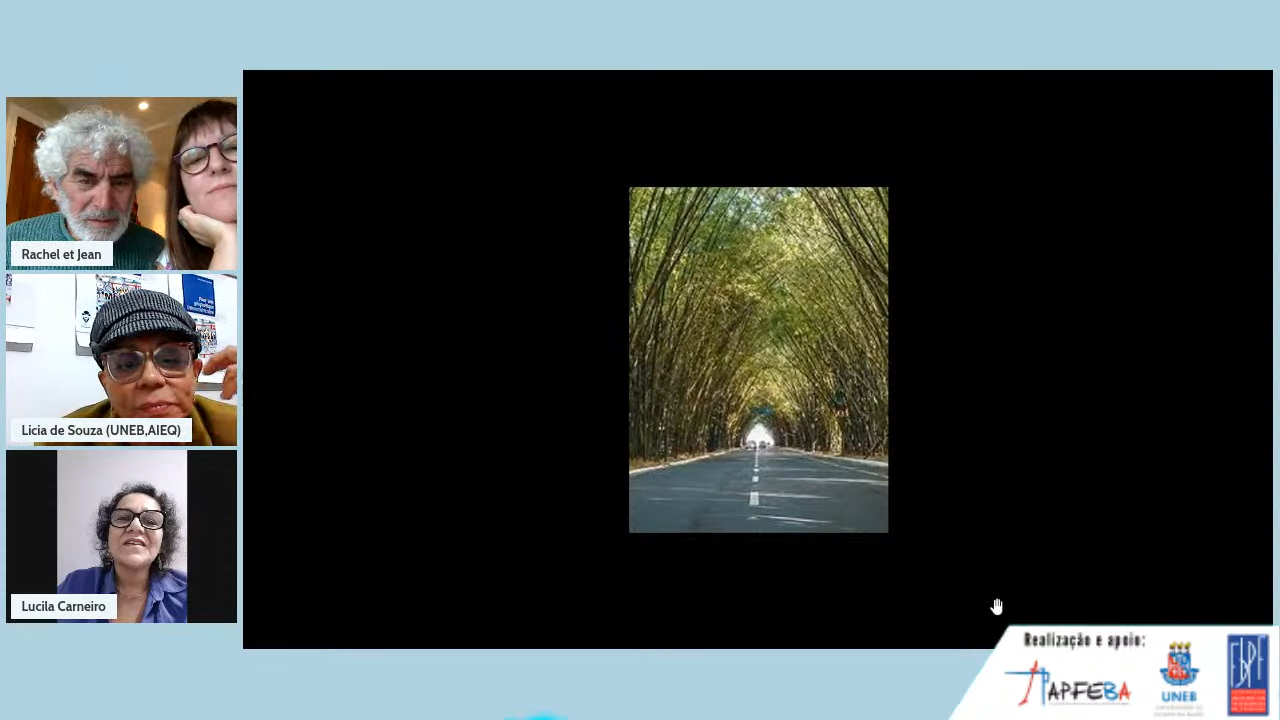 Rachel et Jean
Licia de Souza (UNEB,AIEQ)
Lucila Carneiro
Realização e apoio:
APFEBA
UNEB